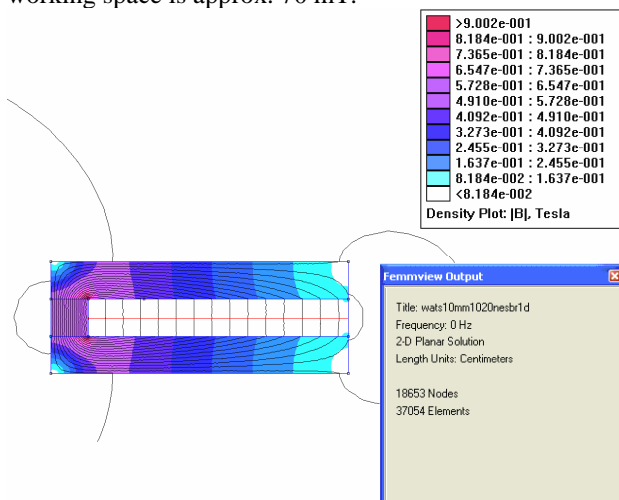 working space is approx. 70 mT.
>9.002e-001
8.184e-001 : 9.002e-001
7.365e-001 : 8.184e-001
6.547e-001 : 7.365e-001
5.728e-001 : 6.547e-001
4.910e-001 : 5.728e-001
4.092e-001 : 4.910e-001
3.273e-001 : 4.092e-001
2.455e-001 : 3.273e-001
1.637e-001 : 2.455e-001
8.184e-002 : 1.637e-001
<8.184e-002
Density Plot: |B|, Tesla
Femmview Output
Title: wats10mm1020nesbr1d
Frequency: 0 Hz
2-D Planar Solution
Length Units: Centimeters
18653 Nodes
37054 Elements